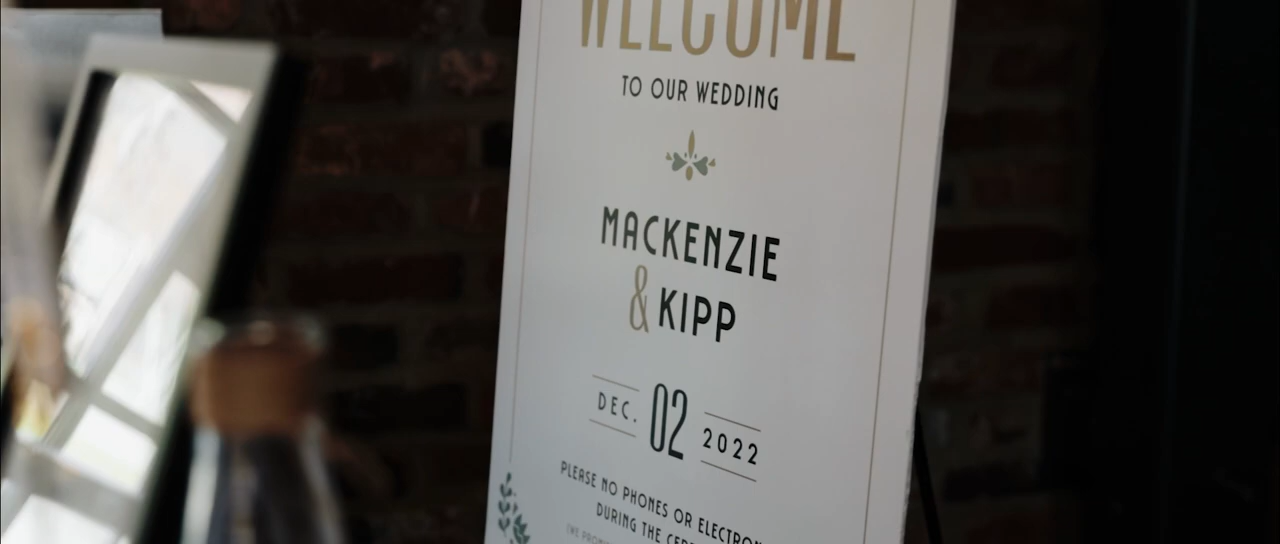 WELCOME
TO OUR WEDDING
MACKENZIE
& KIPP
DEC. 02 2022
PLEASE NO PHONES OR
DURING THE